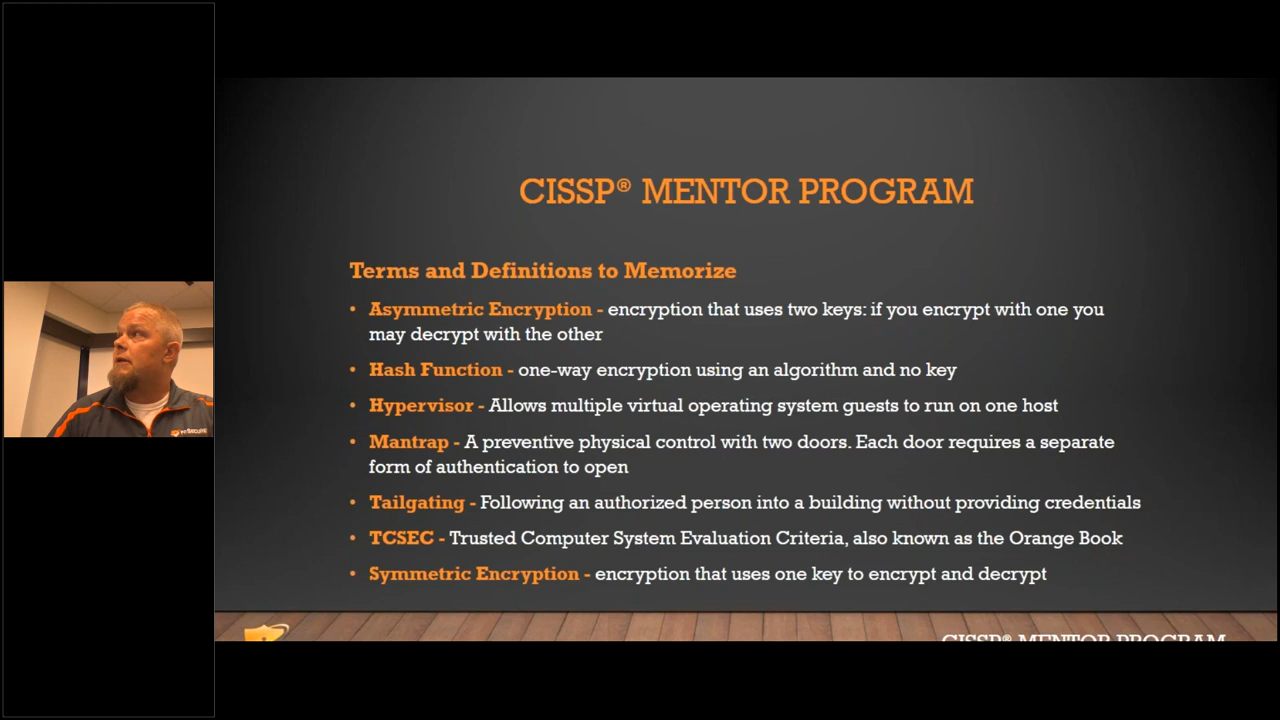 CISSP® MENTOR PROGRAM
Terms and Definitions to Memorize
• Asymmetric Encryption - encryption that uses two keys: if you encrypt with one you
may decrypt with the other
• Hash Function - one-way encryption using an algorithm and no key
• Hypervisor - Allows multiple virtual operating system guests to run on one host
• Mantrap - A preventive physical control with two doors. Each door requires a separate
form of authentication to open
• Tailgating - Following an authorized person into a building without providing credentials
• TCSEC - Trusted Computer System Evaluation Criteria, also known as the Orange Book
• Symmetric Encryption - encryption that uses one key to encrypt and decrypt
CISSP® MENTOR PROGRAM